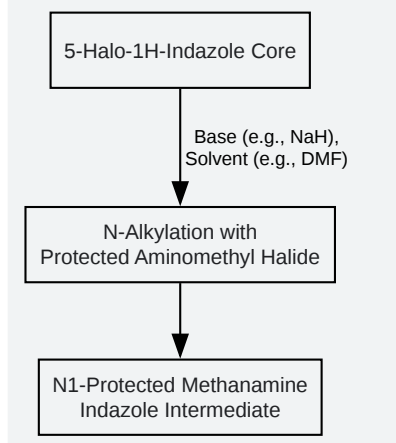 5-Halo-1H-Indazole Core
Base (e.g., NaH),
Solvent (e.g., DMF)
N-Alkylation with
Protected Aminomethyl Halide
N1-Protected Methanamine
Indazole Intermediate